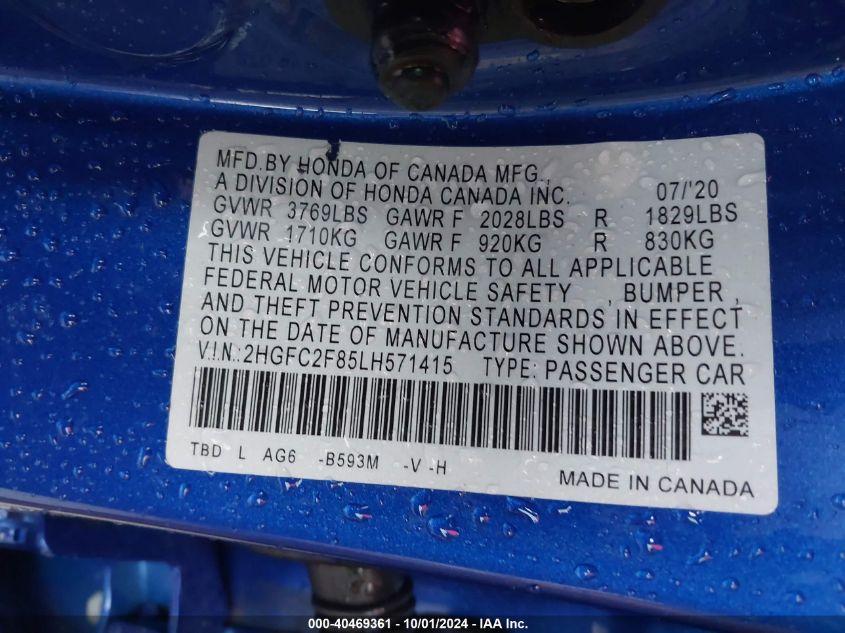 MFD.BY HONDA OF CANADA MFG.,
A DIVISION OF HONDA CANADA INC. 07/'20
GVWR 3769LBS GAWR F 2028LBS R 1829LBS
GVWR 1710KG GAWR F 920KG R 830KG
THIS VEHICLE CONFORMS TO ALL APPLICABLE
FEDERAL MOTOR VEHICLE SAFETY , BUMPER ,
AND THEFT PREVENTION STANDARDS IN EFFECT
ON THE DATE OF MANUFACTURE SHOWN ABOVE.
V.I.N.:2HGFC2F85LH571415 TYPE: PASSENGER CAR
TBD L AG6 -B593M -V -H
MADE IN CANADA
000-40469361 - 10/01/2024 - IAA Inc.